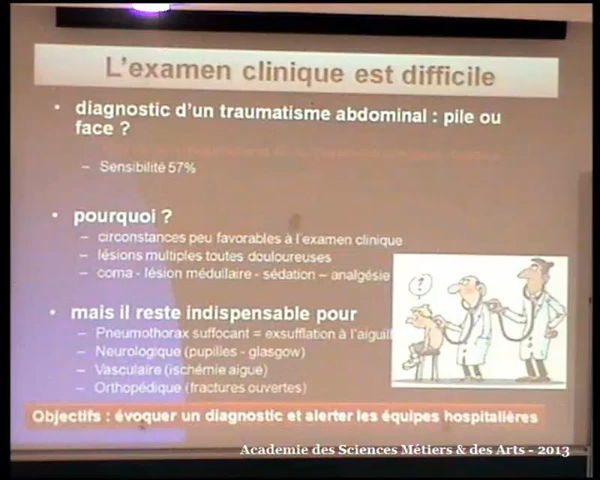 L'examen clinique est difficile
• diagnostic d'un traumatisme abdominal : pile ou
face ?
– Sensibilité 57%
• pourquoi ?
– circonstances peu favorables à l'examen clinique
– lésions multiples toutes douloureuses
– coma - lésion médullaire - sédation – analgésie
?
• mais il reste indispensable pour
– Pneumothorax suffocant = exsufflation à l'aiguill
– Neurologique (pupilles - glasgow)
– Vasculaire (ischémie aigue)
– Orthopédique (fractures ouvertes)
Objectifs : évoquer un diagnostic et alerter les équipes hospitalières
Academie des Sciences Métiers & des Arts - 2013